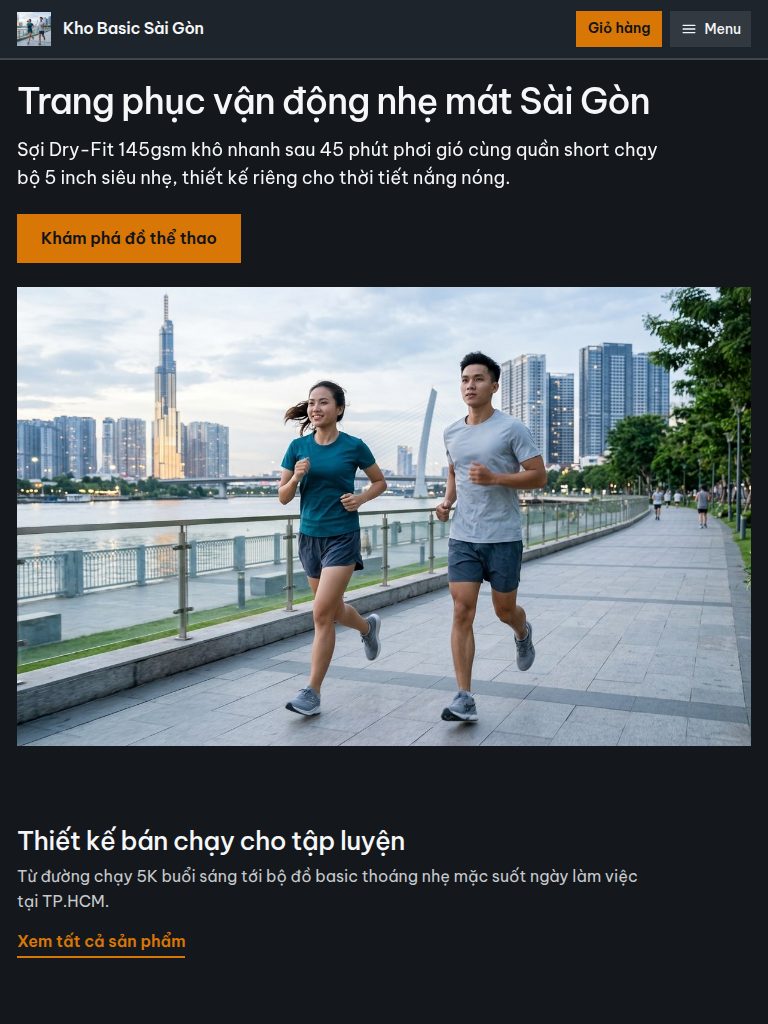 Kho Basic Sài Gòn
Giỏ hàng
Menu
Trang phục vận động nhẹ mát Sài Gòn
Sợi Dry-Fit 145gsm khô nhanh sau 45 phút phơi gió cùng quần short chạy
bộ 5 inch siêu nhẹ, thiết kế riêng cho thời tiết nắng nóng.
Khám phá đồ thể thao
Thiết kế bán chạy cho tập luyện
Từ đường chạy 5K buổi sáng tới bộ đồ basic thoáng nhẹ mặc suốt ngày làm việc
tại TP.HCM.
Xem tất cả sản phẩm